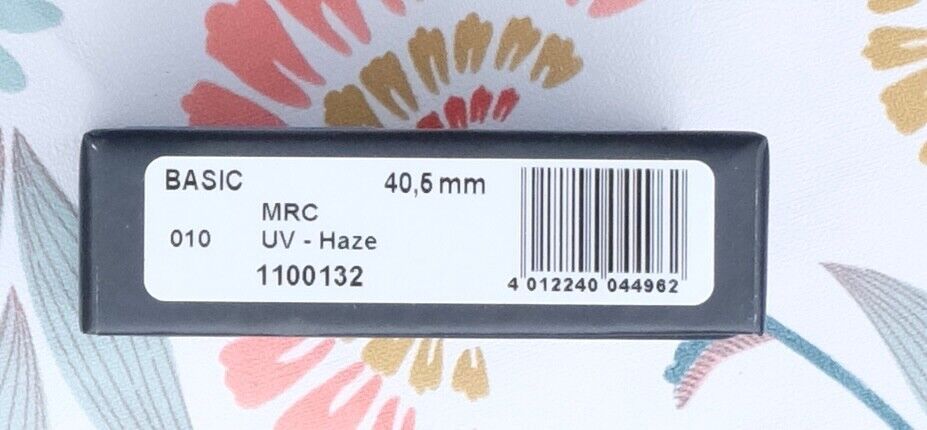 BASIC 40,5 mm
MRC
010 UV - Haze
1100132
4 012240 044962